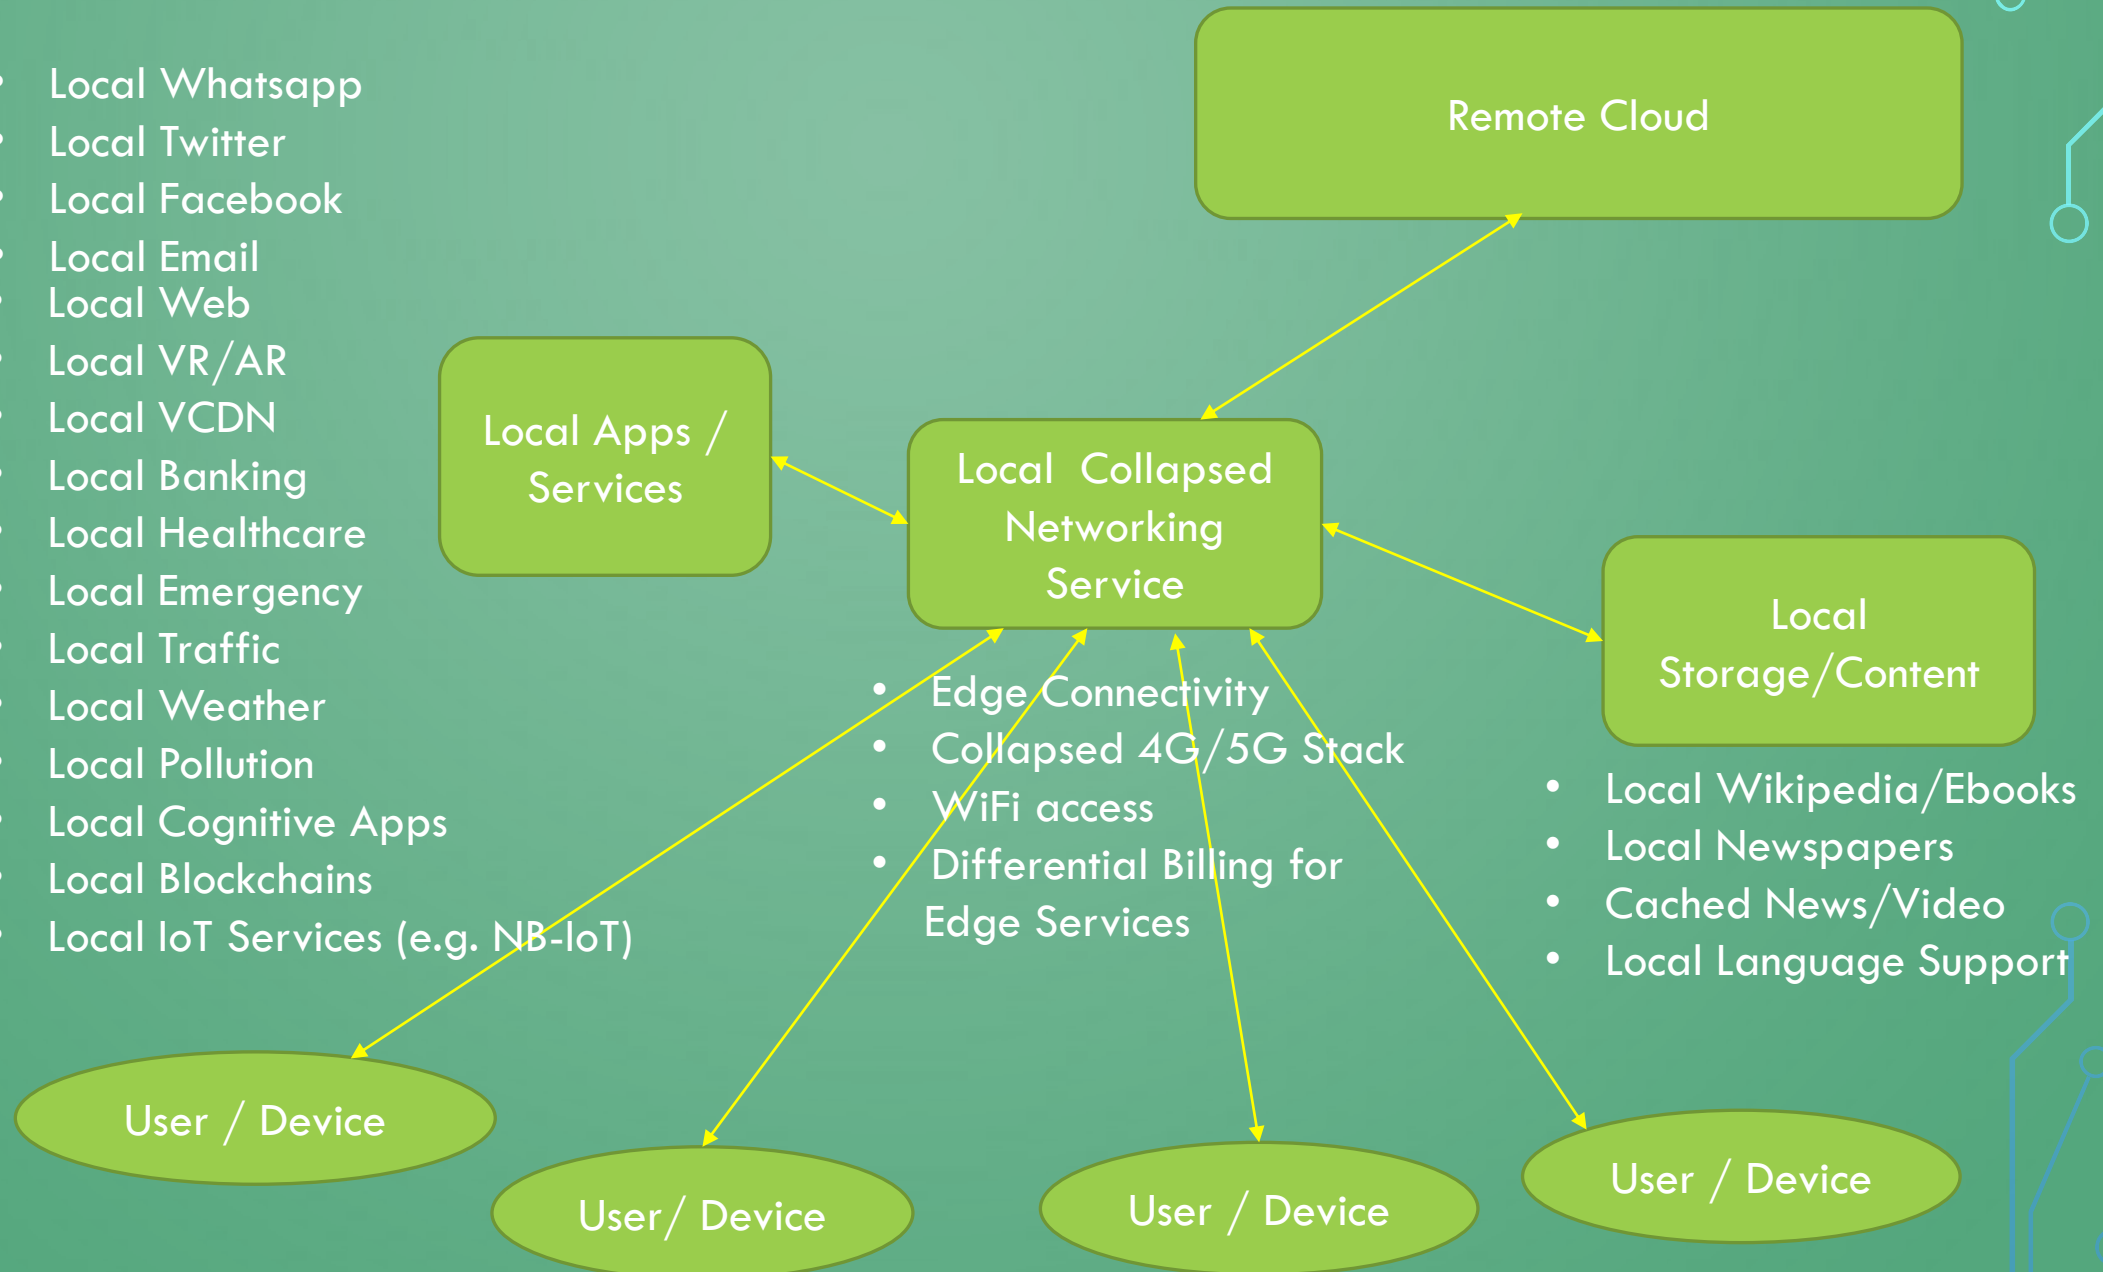 • Local Whatsapp
• Local Twitter
• Local Facebook
• Local Email
• Local Web
• Local VR/AR
• Local VCDN
• Local Banking
• Local Healthcare
• Local Emergency
• Local Traffic
• Local Weather
• Local Pollution
• Local Cognitive Apps
• Local Blockchains
• Local IoT Services (e.g. NB-IoT)
Remote Cloud
Local Apps /
Services
Local Collapsed
Networking
Service
Local
Storage/Content
• Edge Connectivity
• Collapsed 4G/5G Stack
• WiFi access
• Differential Billing for
Edge Services
• Local Wikipedia/Ebooks
• Local Newspapers
• Cached News/Video
• Local Language Support
User / Device
User/ Device
User / Device
User / Device